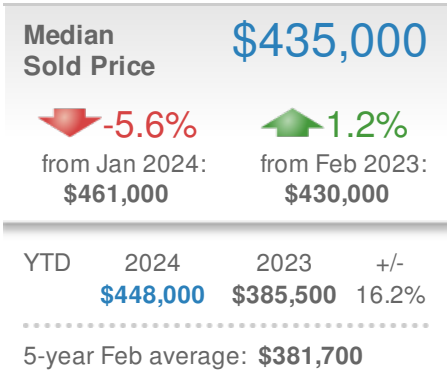 Median $435,000
Sold Price
-5.6% 1.2%
from Jan 2024: from Feb 2023:
$461,000 $430,000
YTD 2024 2023 +/-
$448,000 $385,500 16.2%
5-year Feb average: $381,700